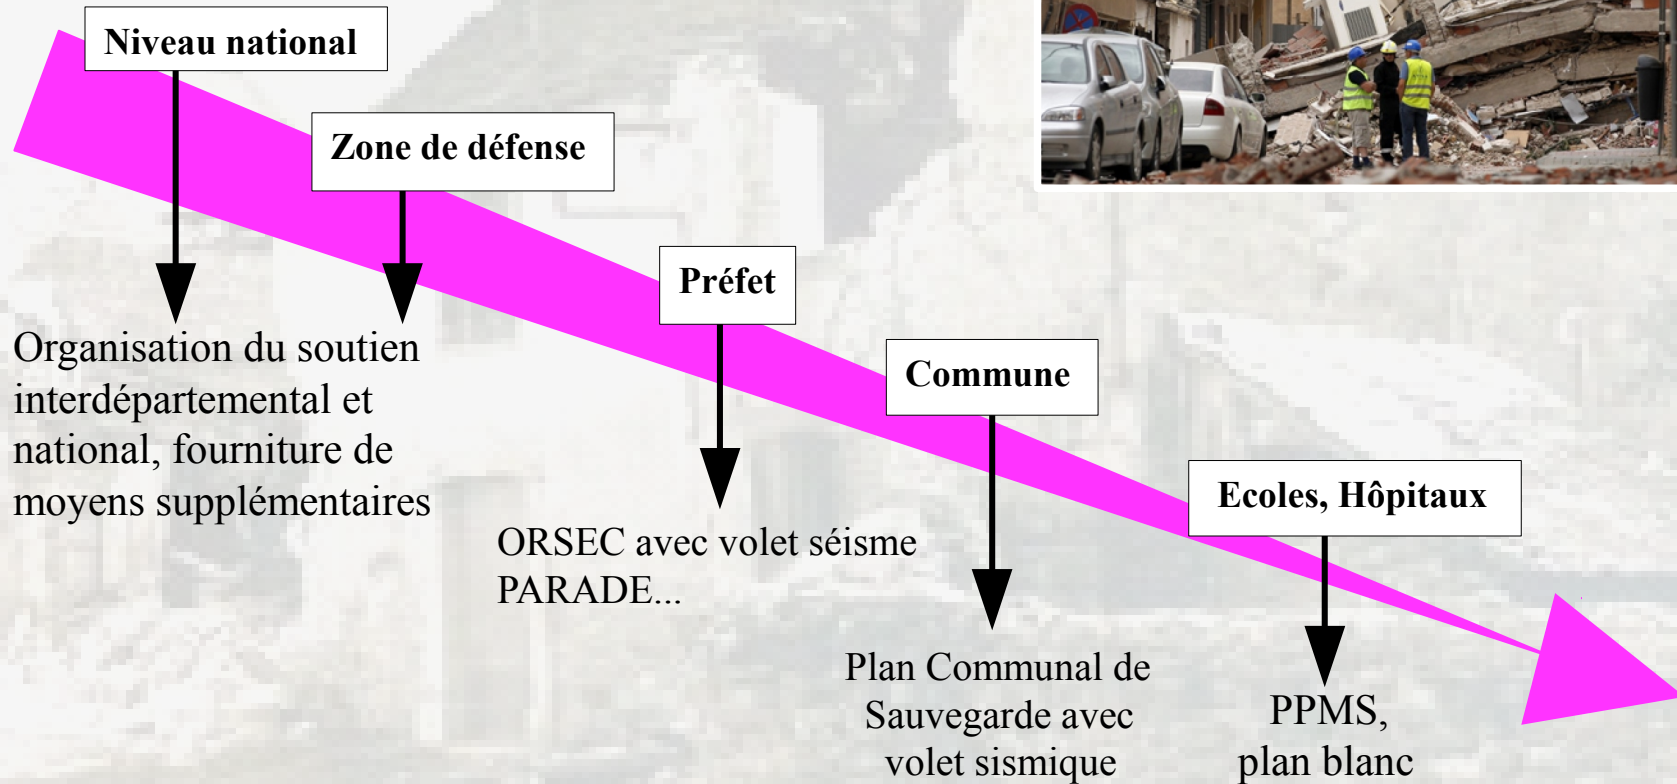 Niveau national
Zone de défense
Préfet
Organisation du soutien
interdépartemental et
national, fourniture de
moyens supplémentaires
Commune
Ecoles, Hôpitaux
ORSEC avec volet séisme
PARADE...
Plan Communal de
Sauvegarde avec
volet sismique
PPMS,
plan blanc